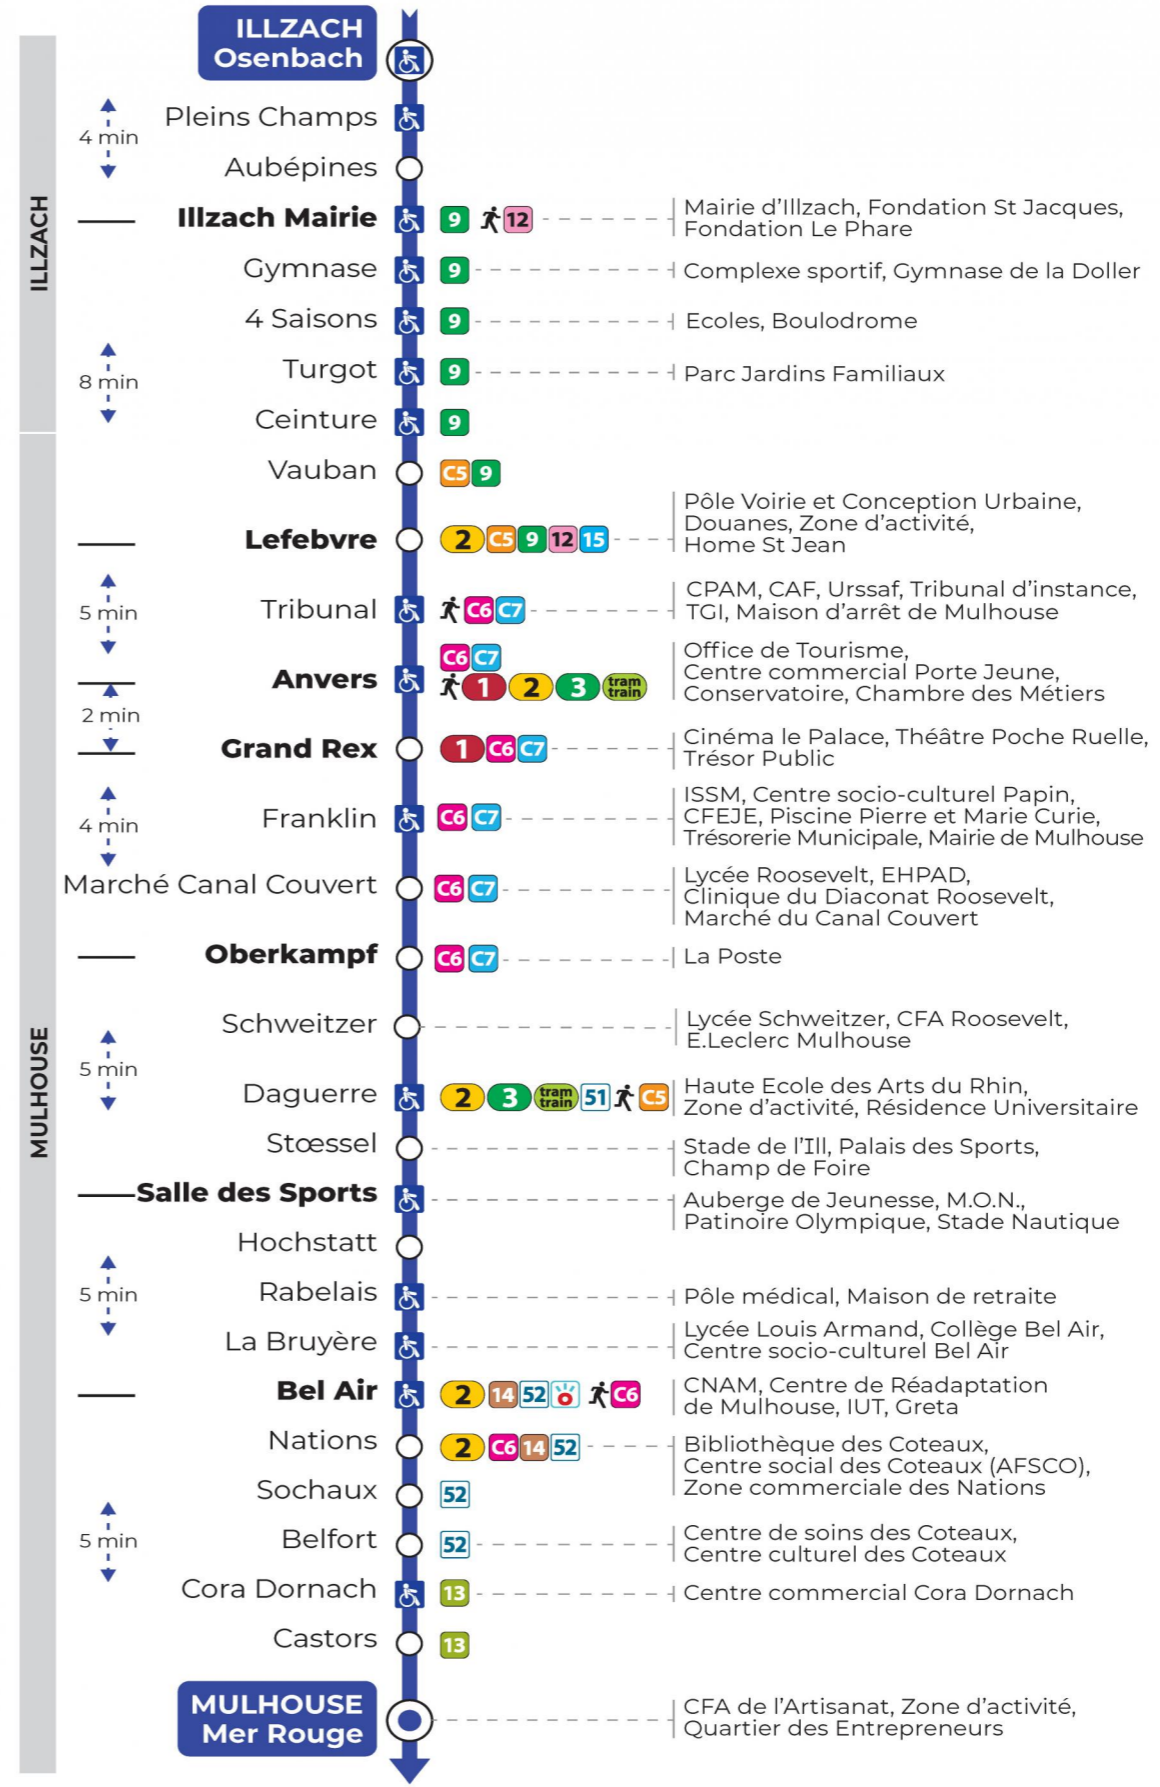 ILLZACH
Osenbach
Pleins Champs
4 min
Aubépines
ILLZACH
Illzach Mairie
9 12
Mairie d'Illzach, Fondation St Jacques,
Fondation Le Phare
Gymnase
9
Complexe sportif, Gymnase de la Doller
4 Saisons
9
Ecoles, Boulodrome
Turgot
9
Parc Jardins Familiaux
8 min
Ceinture
9
Vauban
C5 9
Lefebvre
2 C5 9 12 15
Pôle Voirie et Conception Urbaine,
Douanes, Zone d'activité,
Home St Jean
5 min
Tribunal
C6 C7
CPAM, CAF, Urssaf, Tribunal d'instance,
TGI, Maison d'arrêt de Mulhouse
Anvers
C6 C7
1 2 3 tram
train
Office de Tourisme,
Centre commercial Porte Jeune,
Conservatoire, Chambre des Métiers
2 min
Grand Rex
1 C6 C7
Cinéma le Palace, Théâtre Poche Ruelle,
Trésor Public
4 min
Franklin
C6 C7
ISSM, Centre socio-culturel Papin,
CFEJE, Piscine Pierre et Marie Curie,
Trésorerie Municipale, Mairie de Mulhouse
Marché Canal Couvert
C6 C7
Lycée Roosevelt, EHPAD,
Clinique du Diaconat Roosevelt,
Marché du Canal Couvert
Oberkampf
C6 C7
La Poste
MULHOUSE
Schweitzer
Lycée Schweitzer, CFA Roosevelt,
E.Leclerc Mulhouse
5 min
Daguerre
2 3 tram
train
51 C5
Haute Ecole des Arts du Rhin,
Zone d'activité, Résidence Universitaire
Stœssel
Stade de l'Ill, Palais des Sports,
Champ de Foire
Salle des Sports
Auberge de Jeunesse, M.O.N.,
Patinoire Olympique, Stade Nautique
Hochstatt
5 min
Rabelais
Pôle médical, Maison de retraite
La Bruyère
Lycée Louis Armand, Collège Bel Air,
Centre socio-culturel Bel Air
Bel Air
2 14 52 C6
CNAM, Centre de Réadaptation
de Mulhouse, IUT, Greta
Nations
2 C6 14 52
Bibliothèque des Coteaux,
Centre social des Coteaux (AFSCO),
Zone commerciale des Nations
Sochaux
52
5 min
Belfort
52
Centre de soins des Coteaux,
Centre culturel des Coteaux
Cora Dornach
13
Centre commercial Cora Dornach
Castors
13
MULHOUSE
Mer Rouge
CFA de l'Artisanat, Zone d'activité,
Quartier des Entrepreneurs